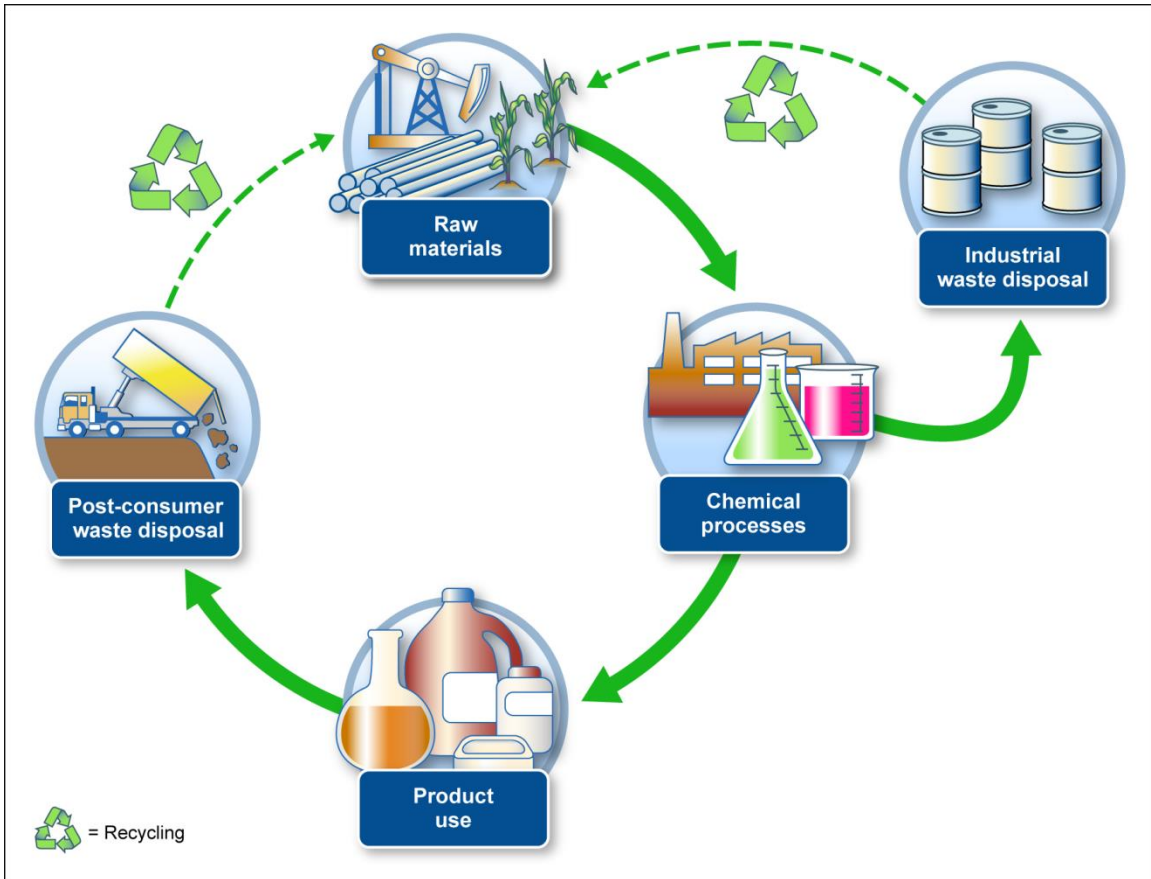 Raw
materials
Industrial
waste disposal
Post-consumer
waste disposal
Chemical
processes
Product
use
= Recycling